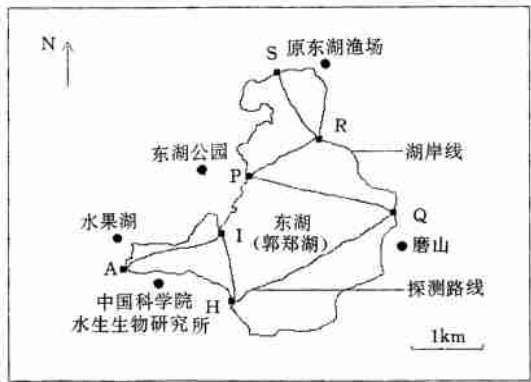 N
S
原东湖渔场
R
湖岸线
东湖公园
P
水果湖
I
东湖
(郭郑湖)
Q
磨山
A
中国科学院
水生生物研究所
H
探测路线
1km